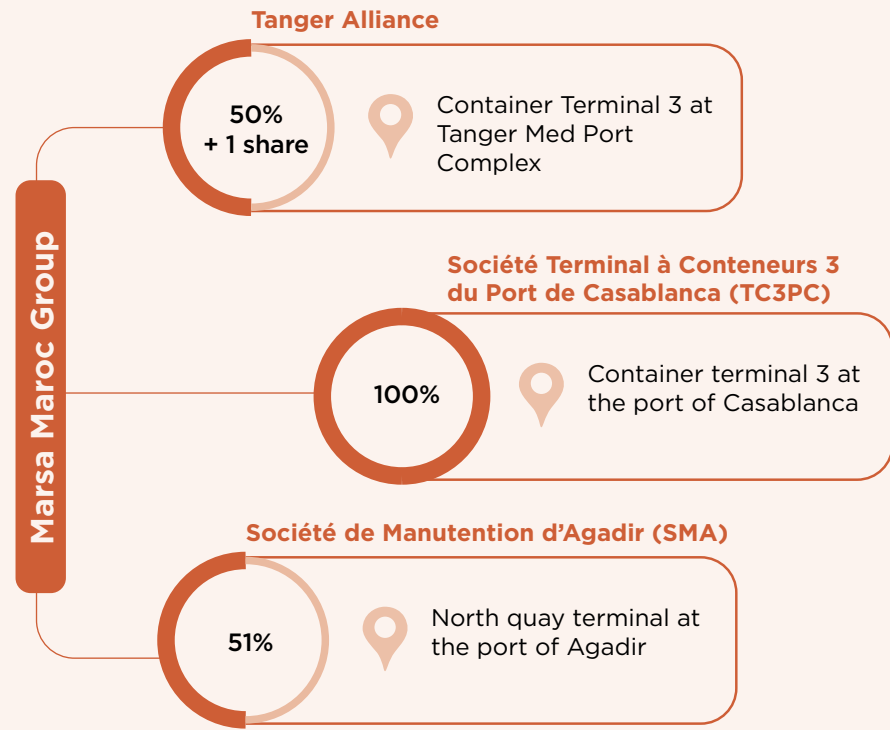 Marsa Maroc Group
Tanger Alliance
50%
+ 1 share
Container Terminal 3 at
Tanger Med Port
Complex
Société Terminal à Conteneurs 3
du Port de Casablanca (TC3PC)
100%
Container terminal 3 at
the port of Casablanca
Société de Manutention d’Agadir (SMA)
51%
North quay terminal at
the port of Agadir